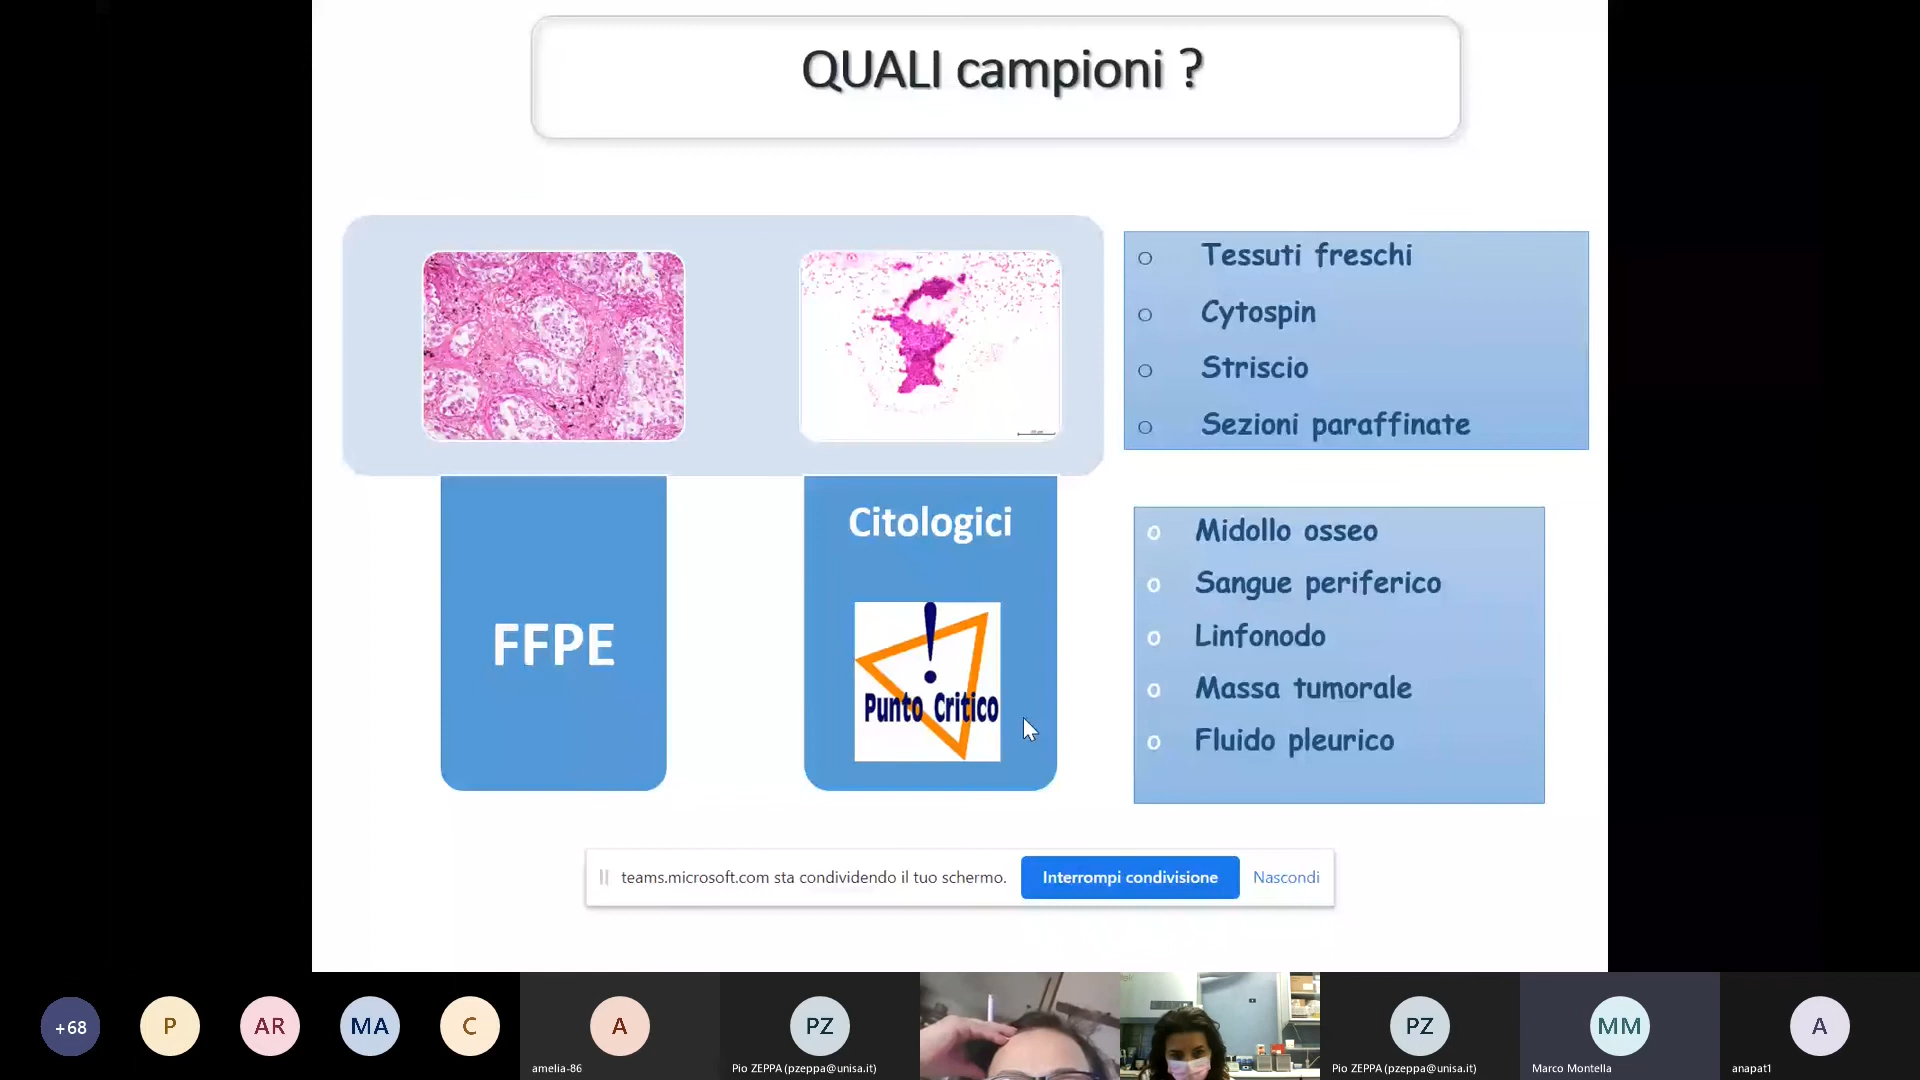 QUALI campioni ?
Tessuti freschi
Cytospin
Striscio
Sezioni paraffinate
FFPE
Citologici
!
Punto Critico
Midollo osseo
Sangue periferico
Linfonodo
Massa tumorale
Fluido pleurico
teams.microsoft.com sta condividendo il tuo schermo.
Interrompi condivisione
Nascondi
+68
P
AR
MA
C
A
amelia-86
PZ
Pio ZEPPA (pzeppa@unisa.it)
PZ
Pio ZEPPA (pzeppa@unisa.it)
MM
Marco Montella
A
anapat1